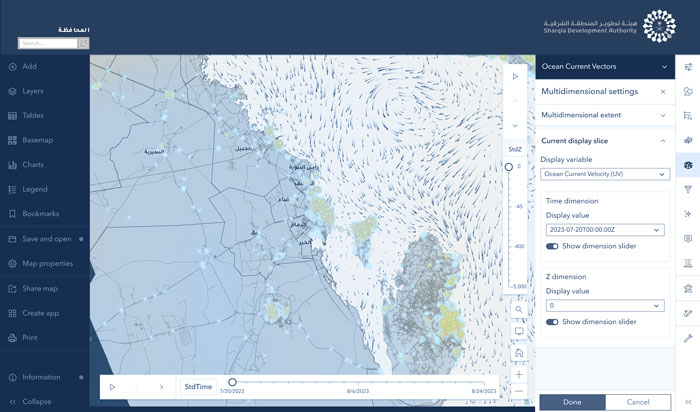 المحافظة
Search...
هيئة تطوير المنطقة الشرقية
Sharqia Development Authority
Add
Layers
Tables
Basemap
Charts
Legend
Bookmarks
Save and open
Map properties
Share map
Create app
Print
Information
Collapse
النعيرية
الجبيل
رأس تنورة
القطيف
الدمام
الخبر
StdZ
0
-45
-400
-5,000
StdTime
7/20/2023
8/6/2023
8/24/2023
Ocean Current Vectors
Multidimensional settings
Multidimensional extent
Current display slice
Display variable
Ocean Current Velocity (UV)
Time dimension
Display value
2023-07-20T00:00:00Z
Show dimension slider
Z dimension
Display value
0
Show dimension slider
Done
Cancel